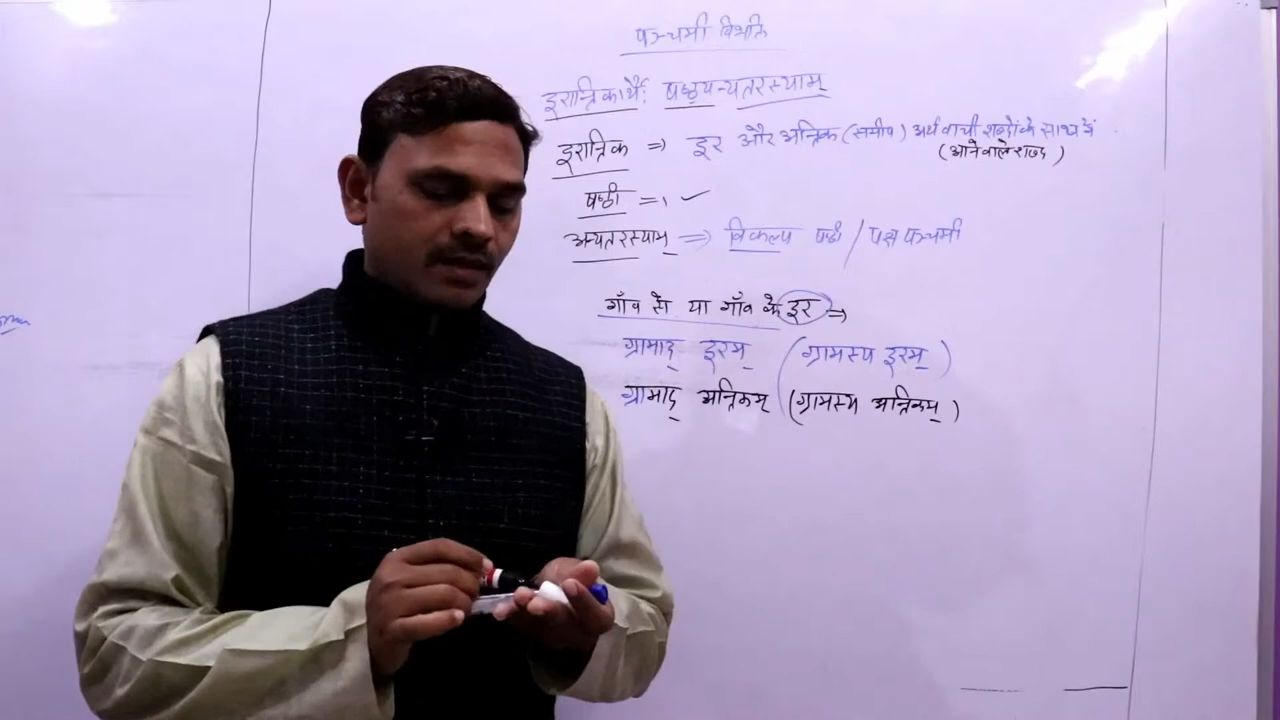 पञ्चमी विभक्ति
दूरान्तिकार्थैः षष्ठ्यन्यतरस्याम्
दूरान्तिक ⇒ दूर और अन्तिक (समीप) अर्थ वाची शब्दों के साथ में
(आनेवाले शब्द)
षष्ठी ⇒ ✓
अन्यतरस्याम् ⇒ विकल्प षष्ठी / पक्ष पञ्चमी
गाँव से या गाँव के दूर ⇒
ग्रामाद् दूरम् (ग्रामस्य दूरम्)
ग्रामाद् अन्तिकम् (ग्रामस्य अन्तिकम्)